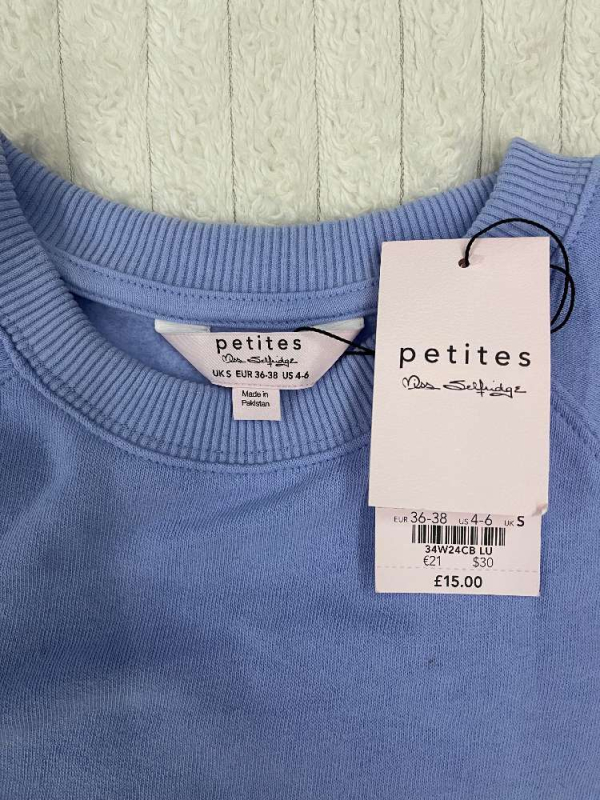 petites
Miss Selfridge
UK S EUR 36-38 US 4-6
Made in
Pakistan
petites
Miss Selfridge
EUR 36-38 US 4-6 UK S
34W24CB LU
€21 $30
£15.00